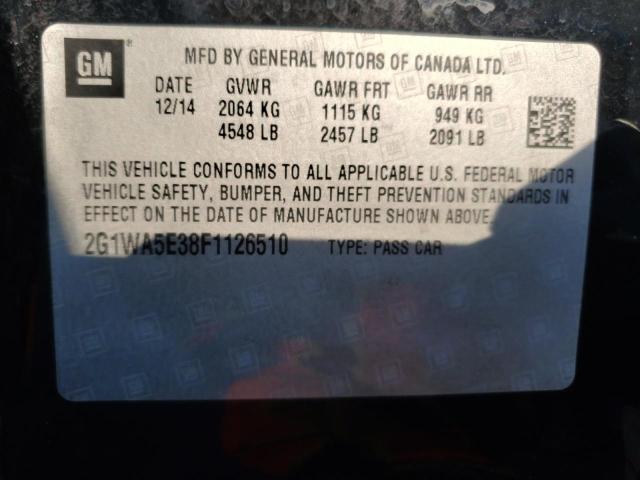 GM®
MFD BY GENERAL MOTORS OF CANADA LTD.
DATE GVWR GAWR FRT GAWR RR
12/14 2064 KG 1115 KG 949 KG
4548 LB 2457 LB 2091 LB
THIS VEHICLE CONFORMS TO ALL APPLICABLE U.S. FEDERAL MOTOR
VEHICLE SAFETY, BUMPER, AND THEFT PREVENTION STANDARDS IN
EFFECT ON THE DATE OF MANUFACTURE SHOWN ABOVE.
2G1WA5E38F1126510 TYPE: PASS CAR